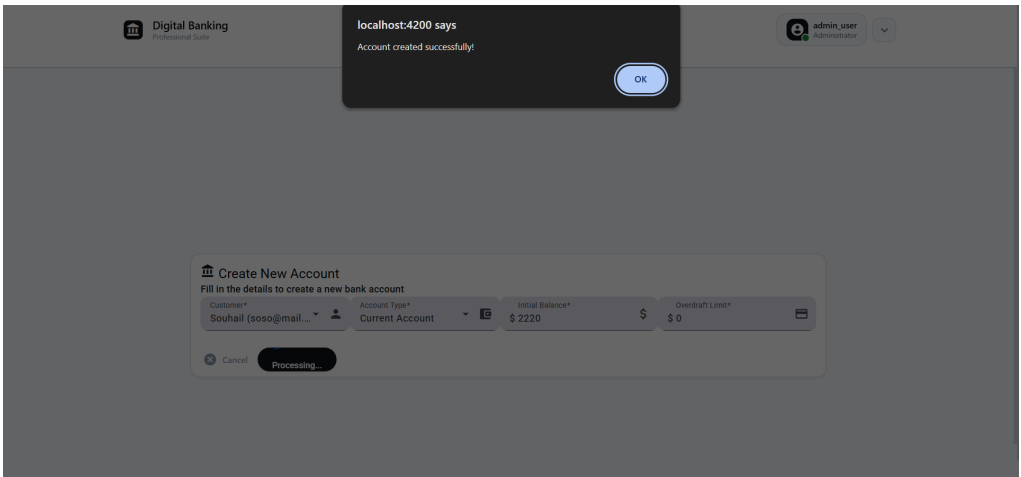 Digital Banking
Professional Suite
localhost:4200 says
Account created successfully!
OK
admin_user
Administrator
Create New Account
Fill in the details to create a new bank account
Customer*
Souhail (soso@mail....
Account Type*
Current Account
Initial Balance*
$ 2220
$
Overdraft Limit*
$ 0
Cancel
Processing...